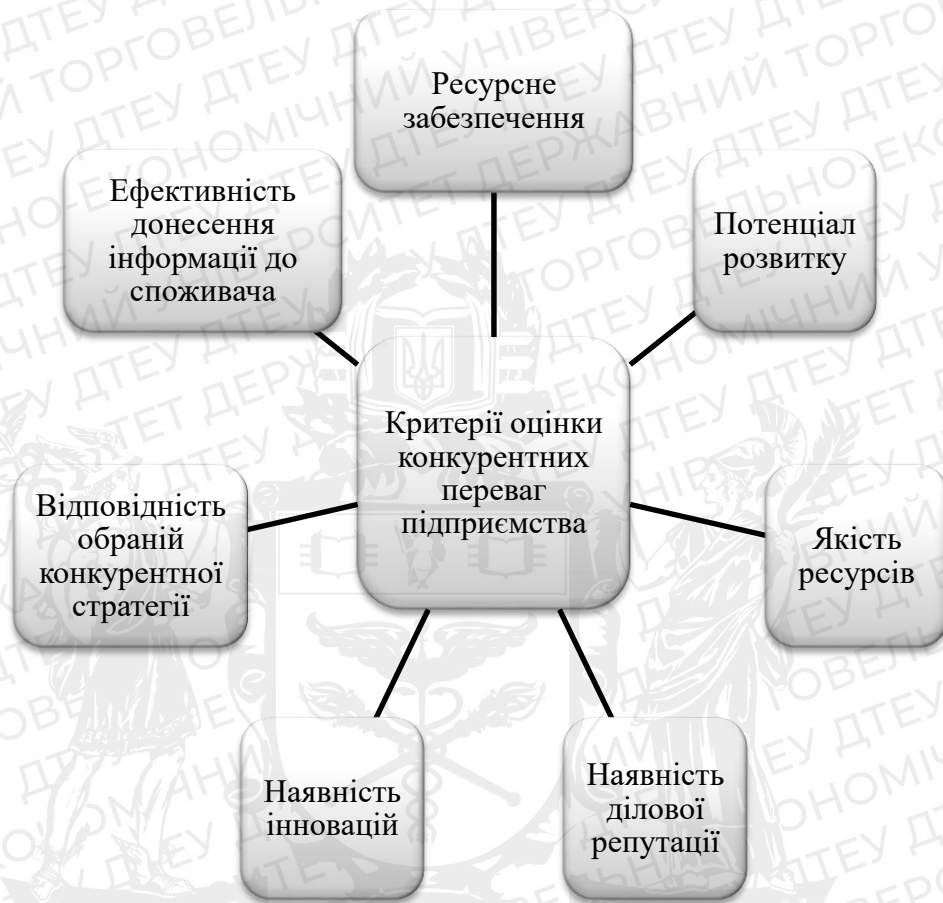 Ресурсне
забезпечення
Потенціал
розвитку
Якість
ресурсів
Наявність
ділової
репутації
Наявність
інновацій
Відповідність
обраній
конкурентної
стратегії
Ефективність
донесення
інформації до
споживача
Критерії оцінки
конкурентних
переваг
підприємства